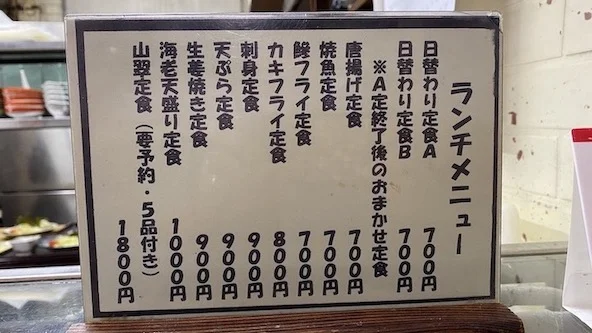 ランチメニュー
日替わり定食A 700円
日替わり定食B 700円
※A定終了後のおまかせ定食
唐揚げ定食 700円
焼魚定食 700円
鯵フライ定食 700円
カキフライ定食 800円
刺身定食 900円
天ぷら定食 900円
生姜焼き定食 900円
海老天盛り定食 1000円
山翠定食(要予約・5品付き) 1800円